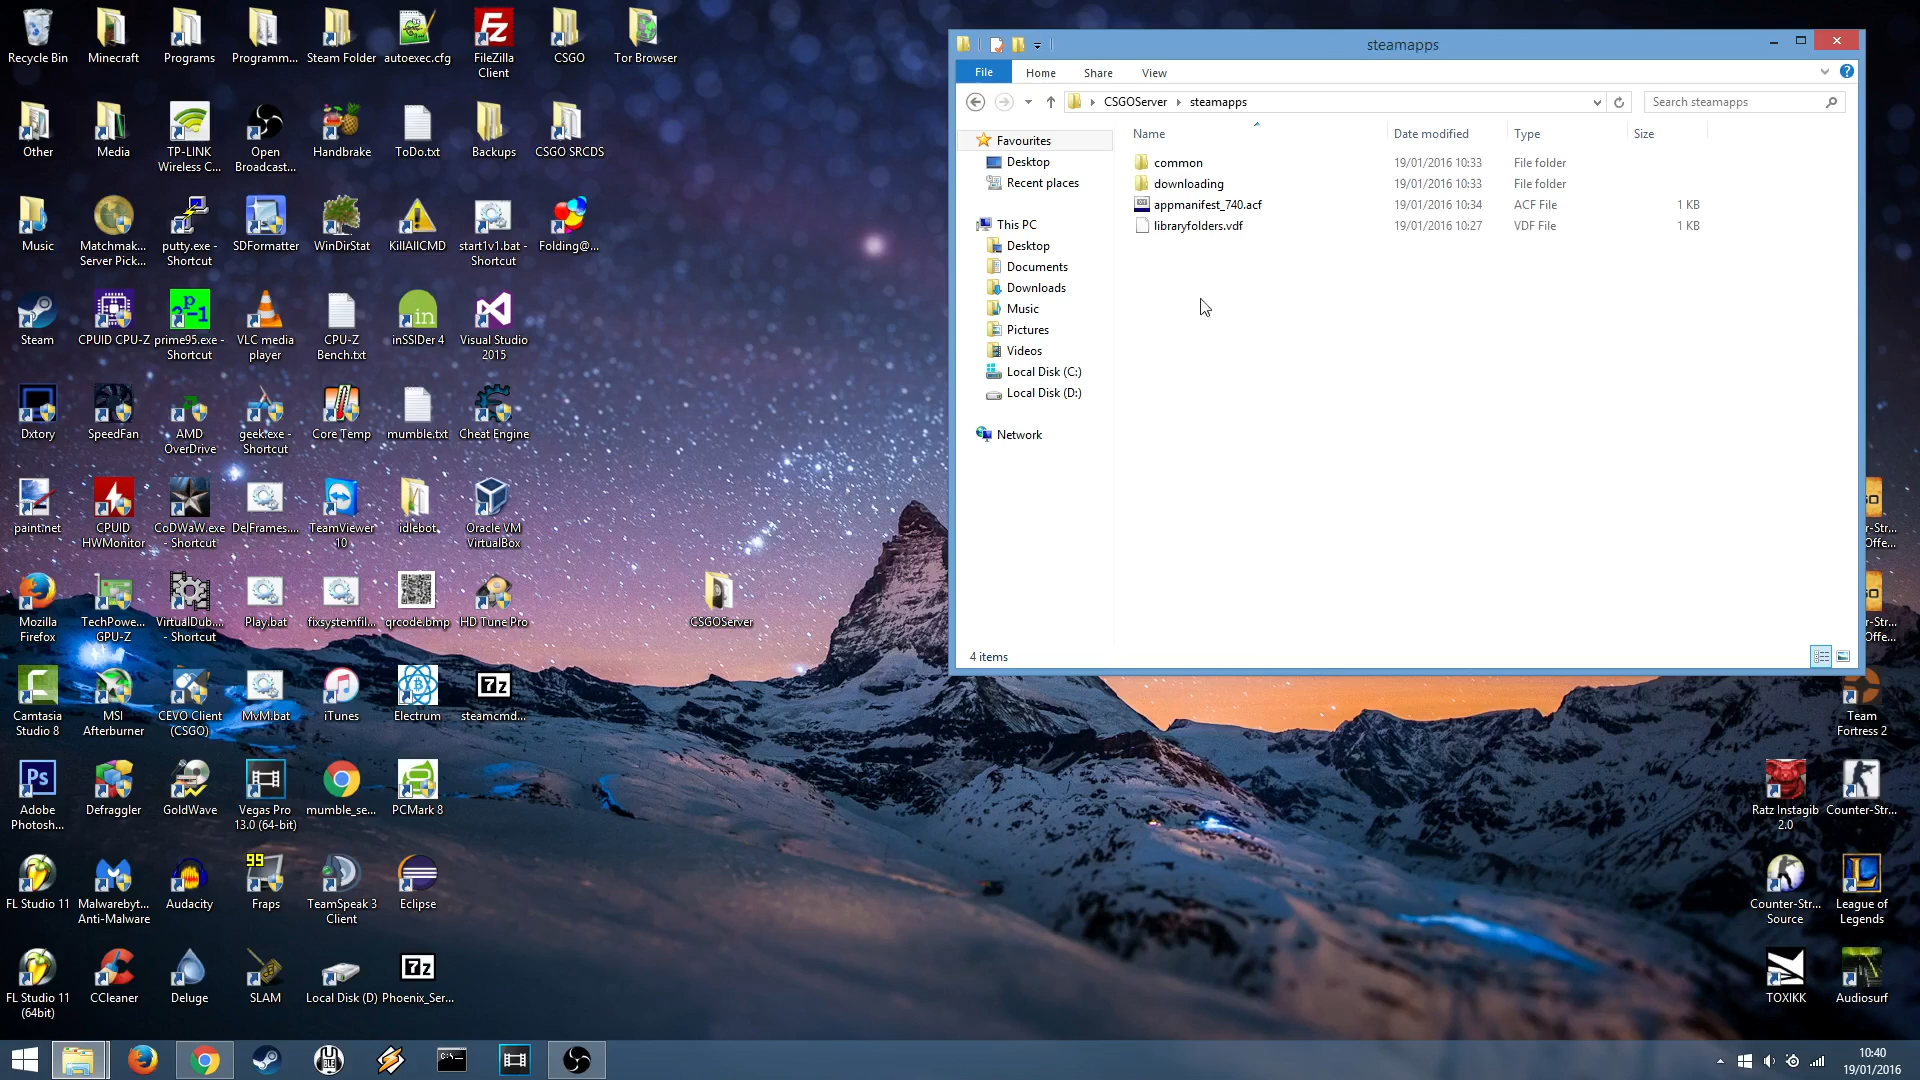 Recycle Bin
Minecraft
Programs
Programm...
Steam Folder
autoexec.cfg
FileZilla
Client
CSGO
Tor Browser
Other
Media
TP-LINK
Wireless C...
Open
Broadcast...
Handbrake
ToDo.txt
Backups
CSGO SRCDS
Music
Matchmak...
Server Pick...
putty.exe -
Shortcut
SDFormatter
WinDirStat
KillAllCMD
start1v1.bat -
Shortcut
Folding@...
Steam
CPUID CPU-Z
prime95.exe -
Shortcut
VLC media
player
CPU-Z
Bench.txt
inSSIDer 4
Visual Studio
2015
Dxtory
SpeedFan
AMD
OverDrive
geek.exe -
Shortcut
Core Temp
mumble.txt
Cheat Engine
paint.net
CPUID
HWMonitor
CoDWaW.exe
- Shortcut
DelFrames....
TeamViewer
10
idlebot
Oracle VM
VirtualBox
Mozilla
Firefox
TechPowe...
GPU-Z
VirtualDub...
- Shortcut
Play.bat
fixsystemfil...
qrcode.bmp
HD Tune Pro
CSGOServer
Camtasia
Studio 8
MSI
Afterburner
CEVO Client
(CSGO)
MvM.bat
iTunes
Electrum
7z
steamcmd...
Ps
Adobe
Photosh...
Defraggler
GoldWave
Vegas Pro
13.0 (64-bit)
mumble_se...
PCMark 8
FL Studio 11
Malwarebyt...
Anti-Malware
Audacity
99
Fraps
TeamSpeak 3
Client
Eclipse
FL Studio 11
(64bit)
CCleaner
Deluge
SLAM
Local Disk (D)
7z
Phoenix_Ser...
steamapps
File
Home
Share
View
CSGOServer
steamapps
Search steamapps
Name
Date modified
Type
Size
common 19/01/2016 10:33 File folder
downloading 19/01/2016 10:33 File folder
appmanifest_740.acf 19/01/2016 10:34 ACF File 1 KB
libraryfolders.vdf 19/01/2016 10:27 VDF File 1 KB
Favourites
Desktop
Recent places
This PC
Desktop
Documents
Downloads
Music
Pictures
Videos
Local Disk (C:)
Local Disk (D:)
Network
4 items
r-Str...
Offe...
r-Str...
Offe...
Team
Fortress 2
Ratz Instagib
2.0
Counter-Str...
Counter-Str...
Source
League of
Legends
TOXIKK
Audiosurf
10:40
19/01/2016